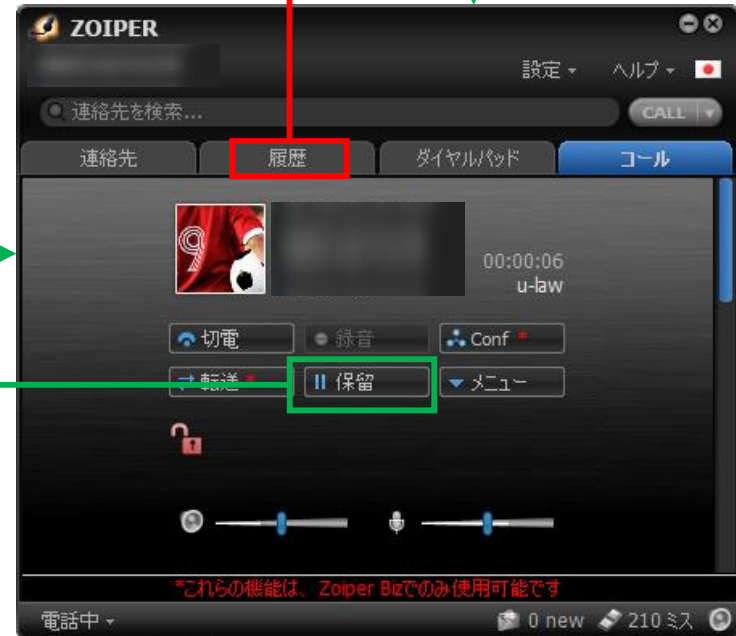 ZOIPER
設定 ヘルプ
連絡先を検索... CALL
連絡先 履歴 ダイヤルパッド コール
9
00:00:06
u-law
切電 録音 Conf *
転送 * 保留 メニュー
*これらの機能は、Zoiper Bizでのみ使用可能です
電話中 0 new 210 ミス